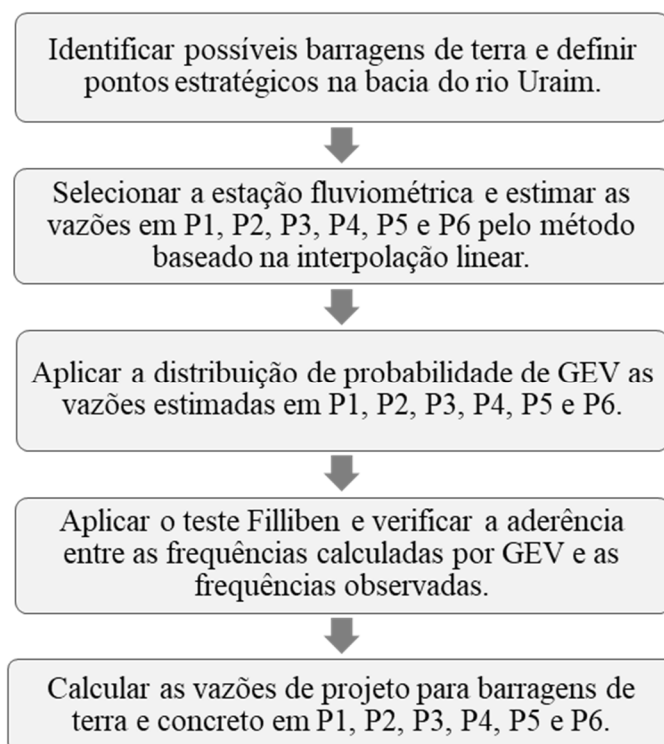 Identificar possíveis barragens de terra e definir
pontos estratégicos na bacia do rio Uraim.
Selecionar a estação fluviométrica e estimar as
vazões em P1, P2, P3, P4, P5 e P6 pelo método
baseado na interpolação linear.
Aplicar a distribuição de probabilidade de GEV as
vazões estimadas em P1, P2, P3, P4, P5 e P6.
Aplicar o teste Filliben e verificar a aderência
entre as frequências calculadas por GEV e as
frequências observadas.
Calcular as vazões de projeto para barragens de
terra e concreto em P1, P2, P3, P4, P5 e P6.